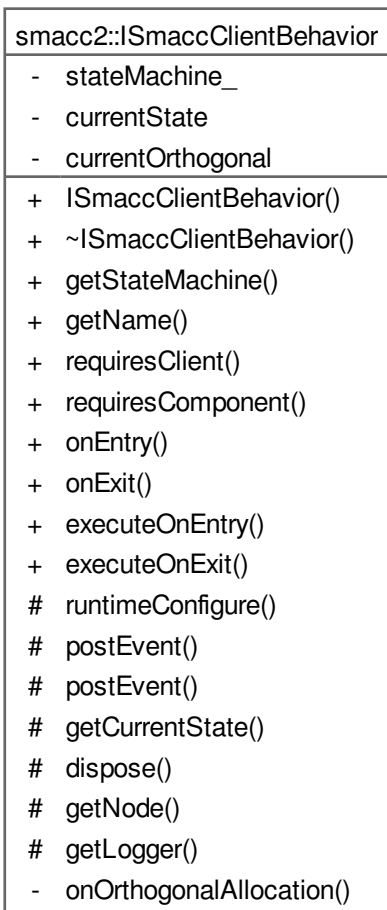 smacc2::ISmaccClientBehavior
- stateMachine_
- currentState
- currentOrthogonal
+ ISmaccClientBehavior()
+ ~ISmaccClientBehavior()
+ getStateMachine()
+ getName()
+ requiresClient()
+ requiresComponent()
+ onEntry()
+ onExit()
+ executeOnEntry()
+ executeOnExit()
# runtimeConfigure()
# postEvent()
# postEvent()
# getCurrentState()
# dispose()
# getNode()
# getLogger()
- onOrthogonalAllocation()